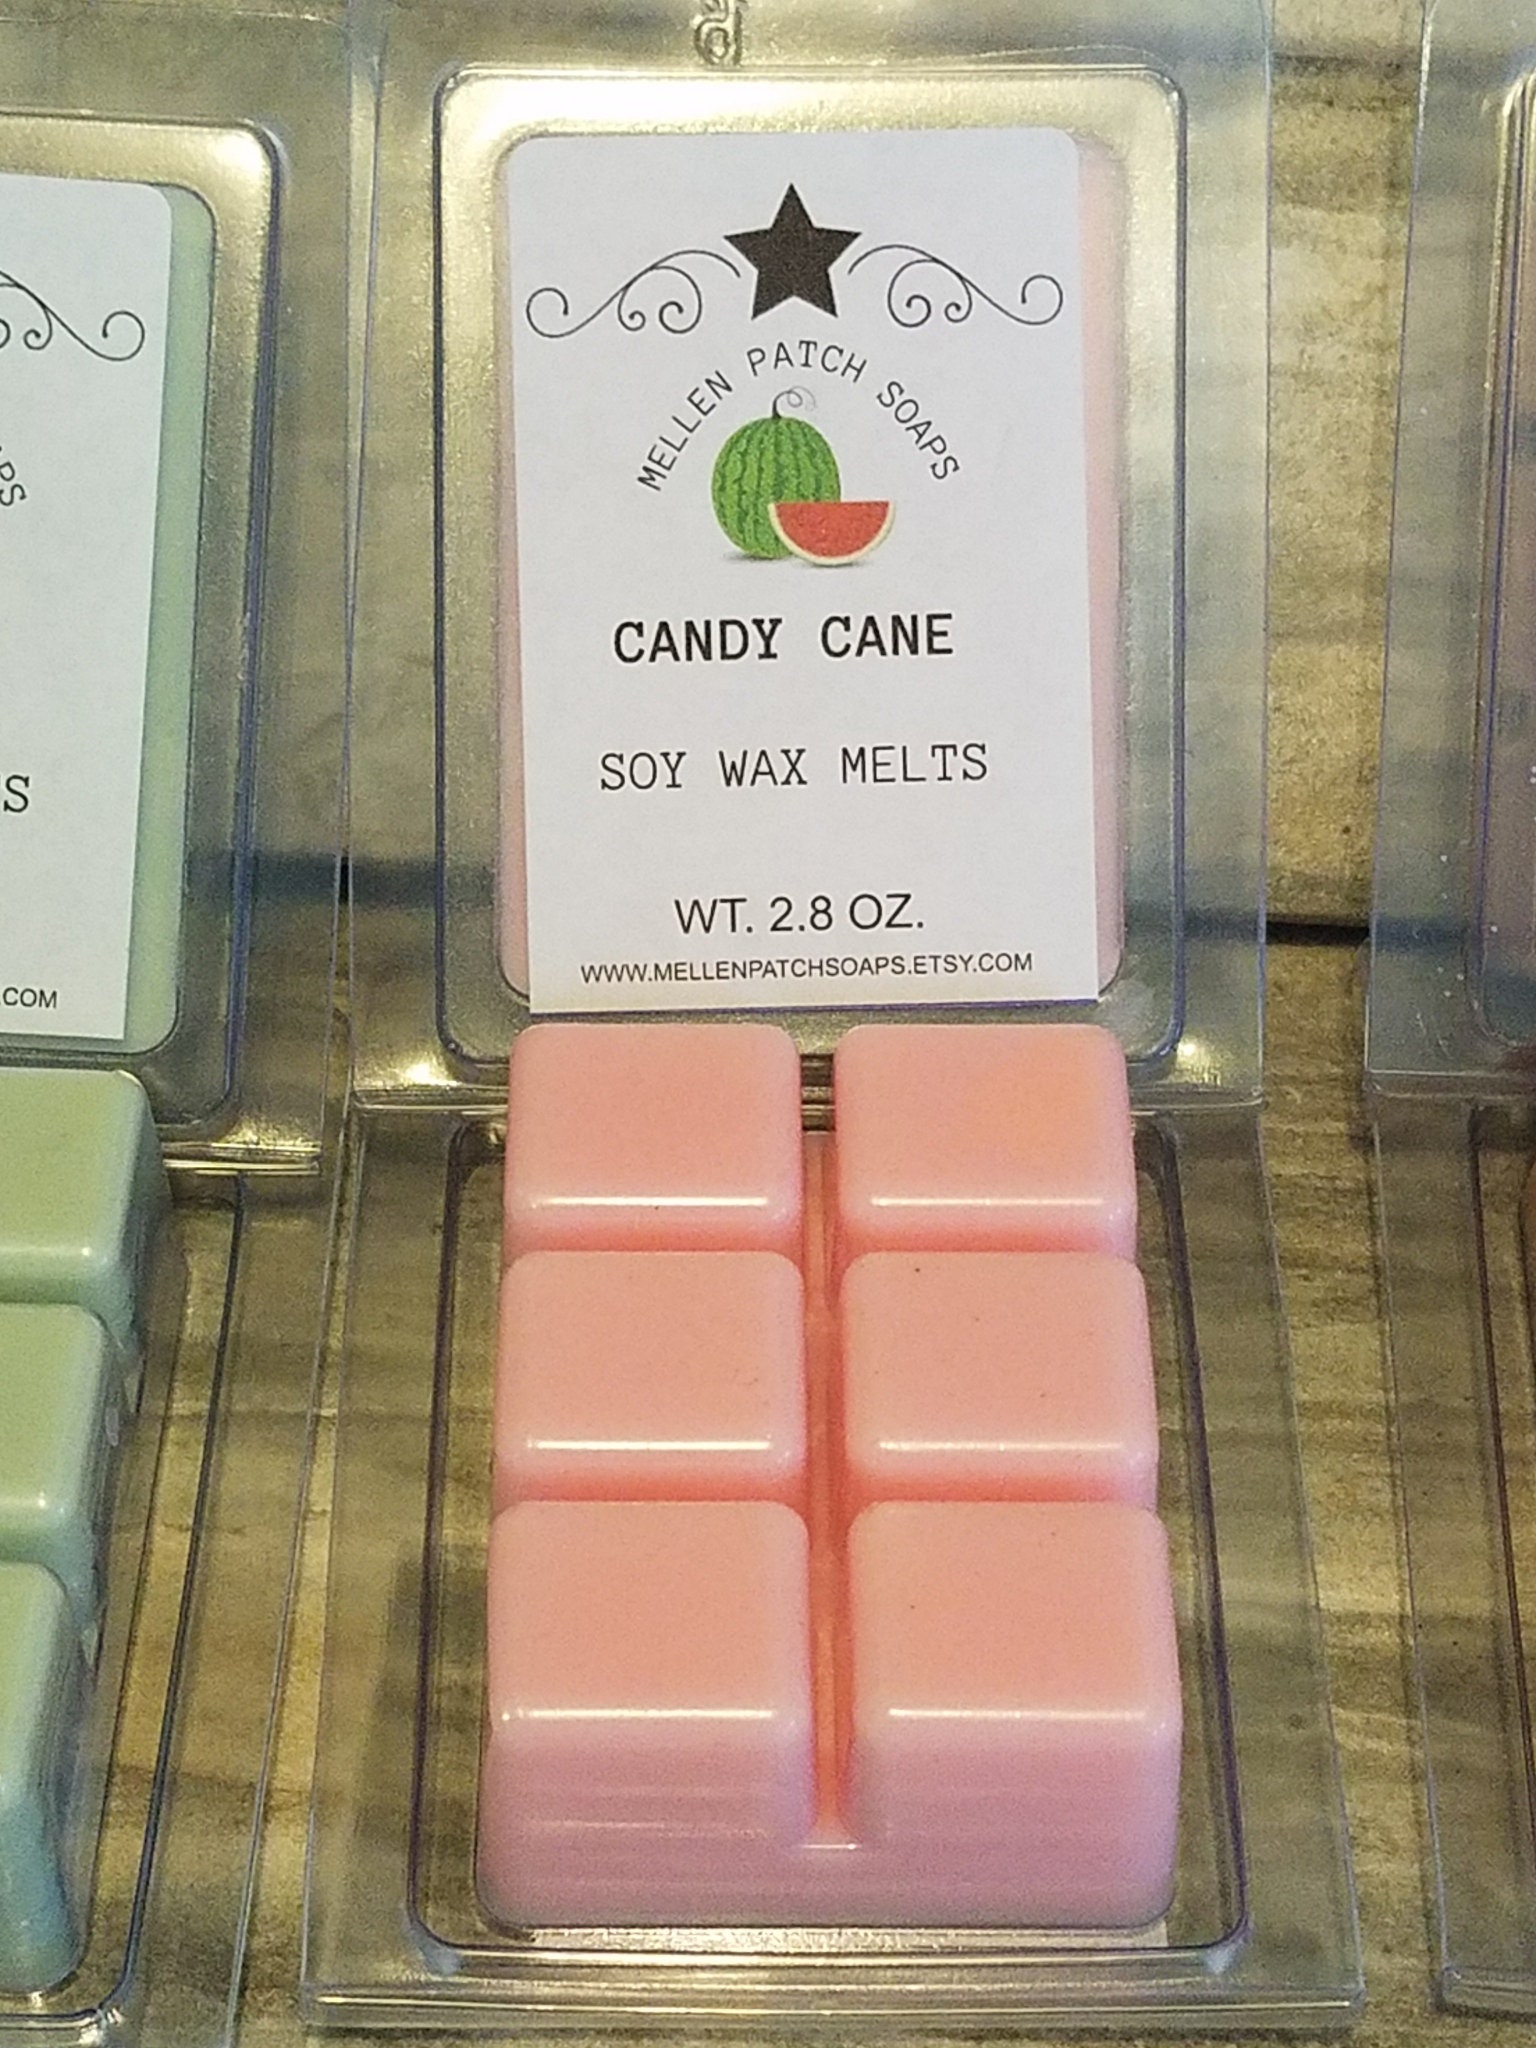 MELLEN PATCH SOAPS
CANDY CANE
SOY WAX MELTS
WT. 2.8 OZ.
WWW.MELLENPATCHSOAPS.ETSY.COM